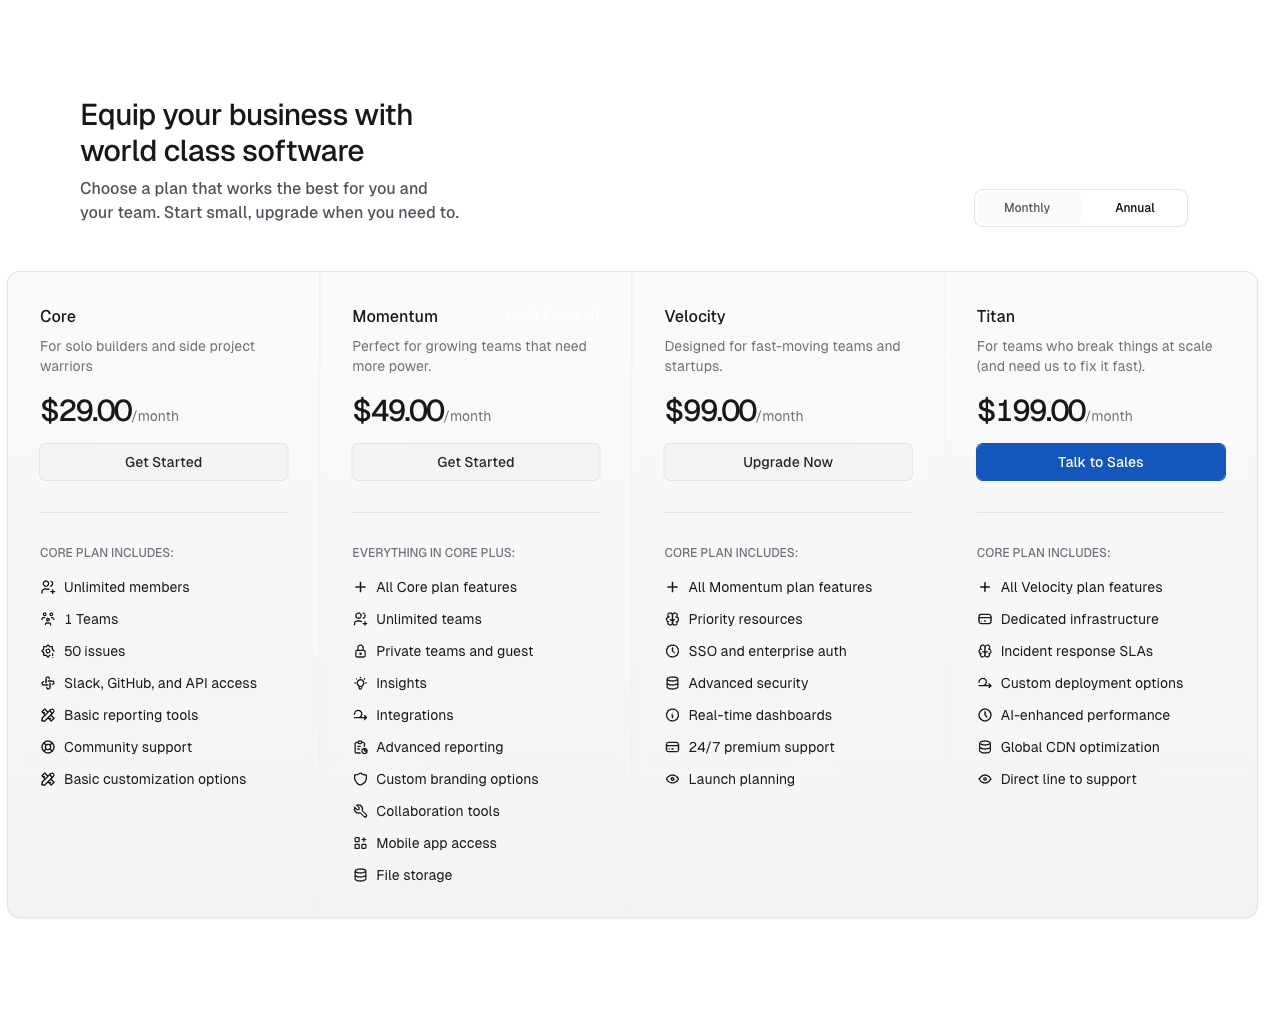 Equip your business with
world class software
Choose a plan that works the best for you and
your team. Start small, upgrade when you need to.
Monthly
Annual
Core
For solo builders and side project
warriors
$29.00/month
Get Started
CORE PLAN INCLUDES:
Unlimited members
1 Teams
50 issues
Slack, GitHub, and API access
Basic reporting tools
Community support
Basic customization options
Momentum
MOST POPULAR
Perfect for growing teams that need
more power.
$49.00/month
Get Started
EVERYTHING IN CORE PLUS:
All Core plan features
Unlimited teams
Private teams and guest
Insights
Integrations
Advanced reporting
Custom branding options
Collaboration tools
Mobile app access
File storage
Velocity
Designed for fast-moving teams and
startups.
$99.00/month
Upgrade Now
CORE PLAN INCLUDES:
All Momentum plan features
Priority resources
SSO and enterprise auth
Advanced security
Real-time dashboards
24/7 premium support
Launch planning
Titan
For teams who break things at scale
(and need us to fix it fast).
$199.00/month
Talk to Sales
CORE PLAN INCLUDES:
All Velocity plan features
Dedicated infrastructure
Incident response SLAs
Custom deployment options
AI-enhanced performance
Global CDN optimization
Direct line to support